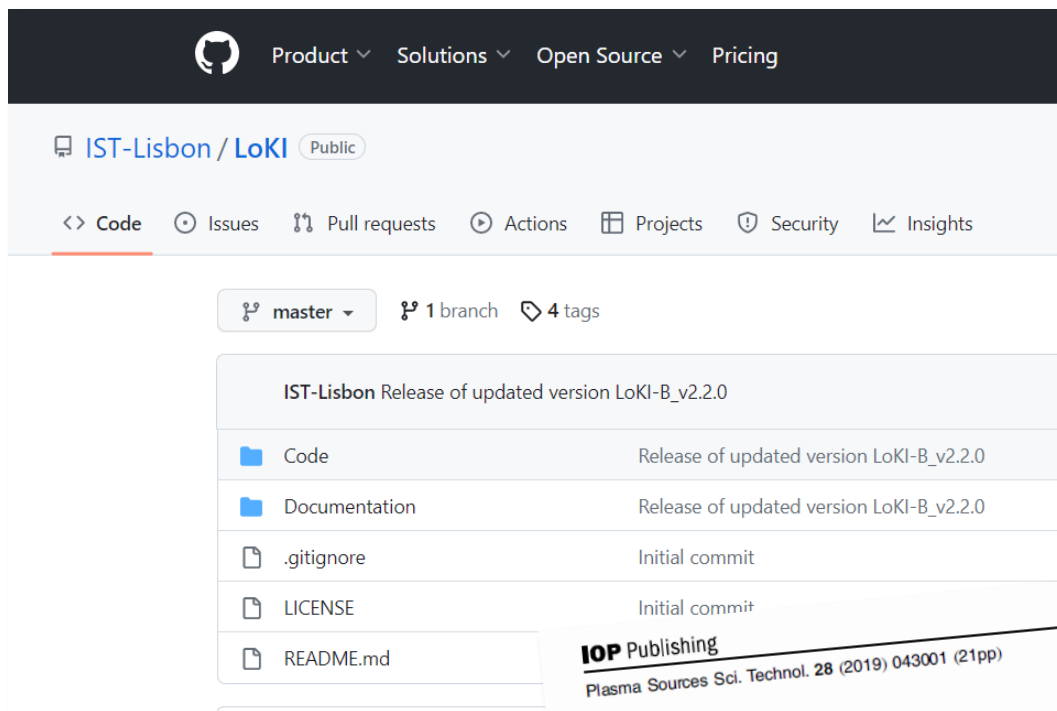 Product Solutions Open Source Pricing
IST-Lisbon / LoKI Public
Code Issues Pull requests Actions Projects Security Insights
master 1 branch 4 tags
IST-Lisbon Release of updated version LoKI-B_v2.2.0
Code Release of updated version LoKI-B_v2.2.0
Documentation Release of updated version LoKI-B_v2.2.0
.gitignore Initial commit
LICENSE Initial commit
README.md
IOP Publishing
Plasma Sources Sci. Technol. 28 (2019) 043001 (21pp)